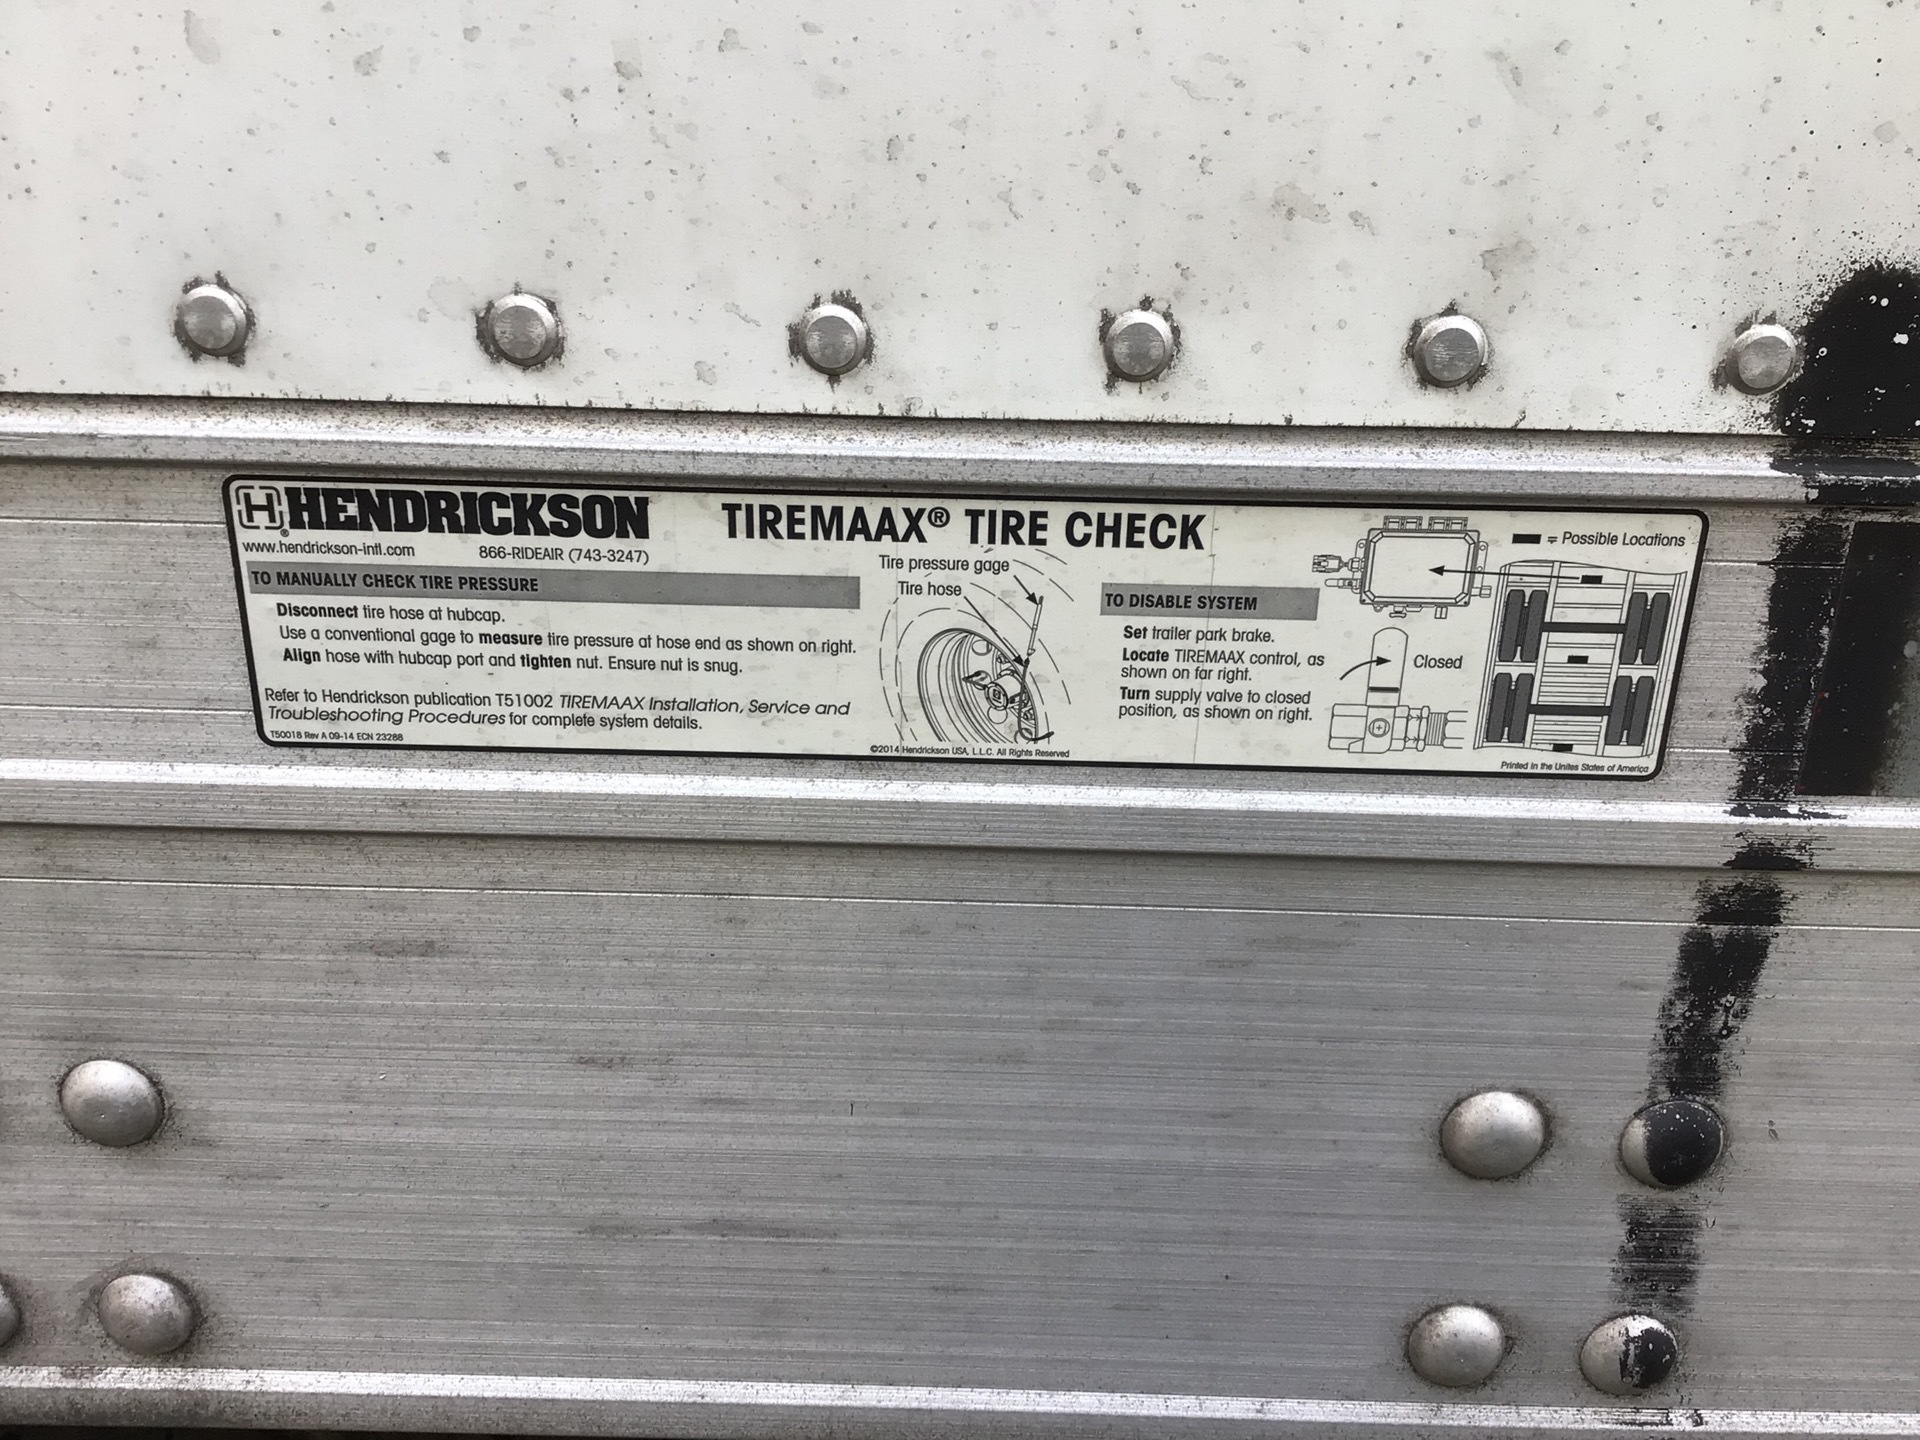 H HENDRICKSON
®
www.hendrickson-intl.com 866-RIDEAIR (743-3247)
TIREMAAX® TIRE CHECK
TO MANUALLY CHECK TIRE PRESSURE
Disconnect tire hose at hubcap.
Use a conventional gage to measure tire pressure at hose end as shown on right.
Align hose with hubcap port and tighten nut. Ensure nut is snug.
Refer to Hendrickson publication T51002 TIREMAAX Installation, Service and
Troubleshooting Procedures for complete system details.
T50018 Rev A 09-14 ECN 23288
Tire pressure gage
Tire hose
©2014 Hendrickson USA, L.L.C. All Rights Reserved
TO DISABLE SYSTEM
Set trailer park brake.
Locate TIREMAAX control, as
shown on far right.
Turn supply valve to closed
position, as shown on right.
Closed
= Possible Locations
Printed in the Unites States of America